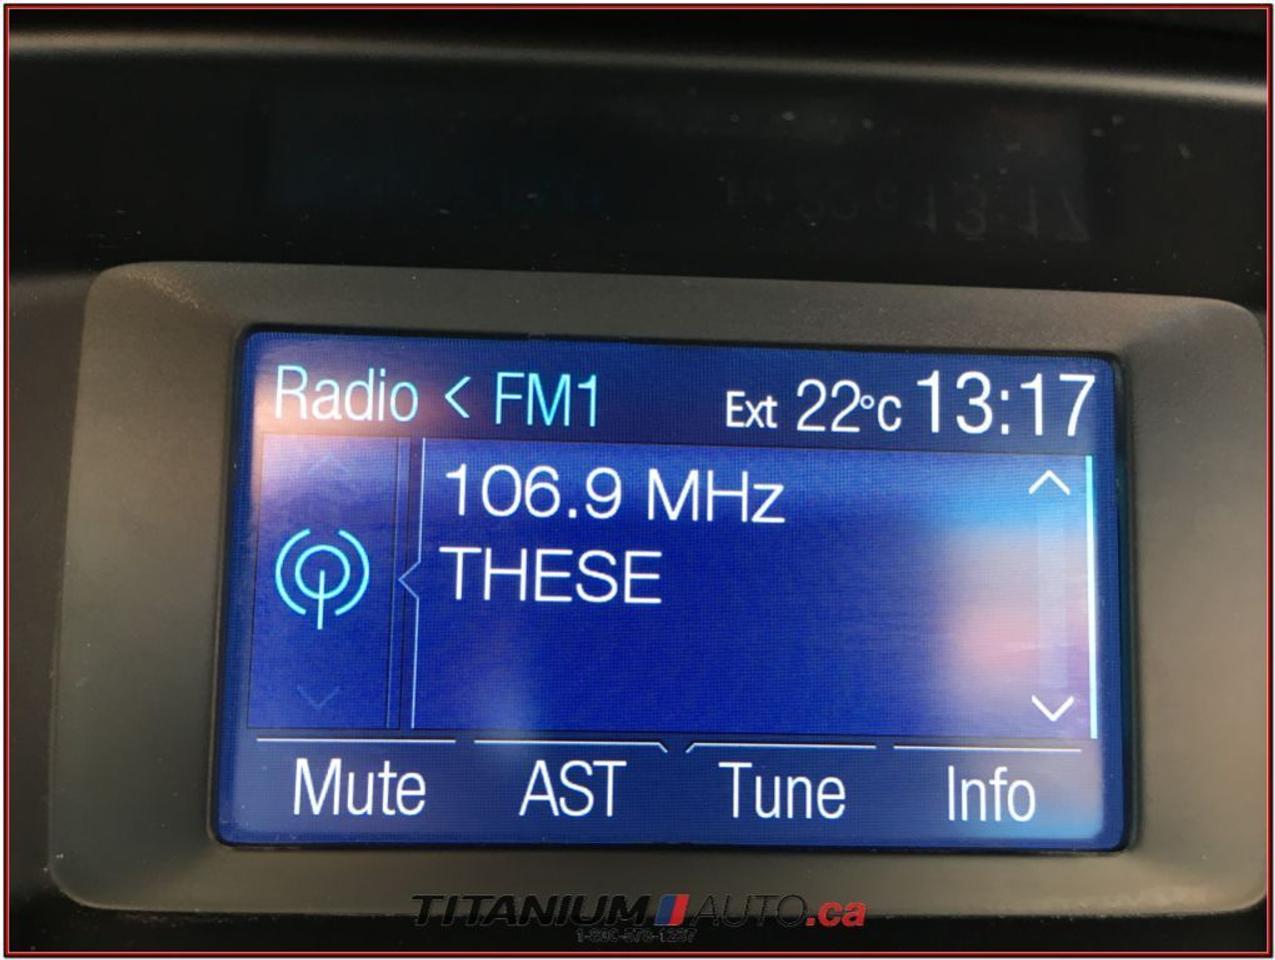 Radio < FM1 Ext 22°C 13:17
106.9 MHz
THESE
Mute AST Tune Info
TITANIUM AUTO.ca